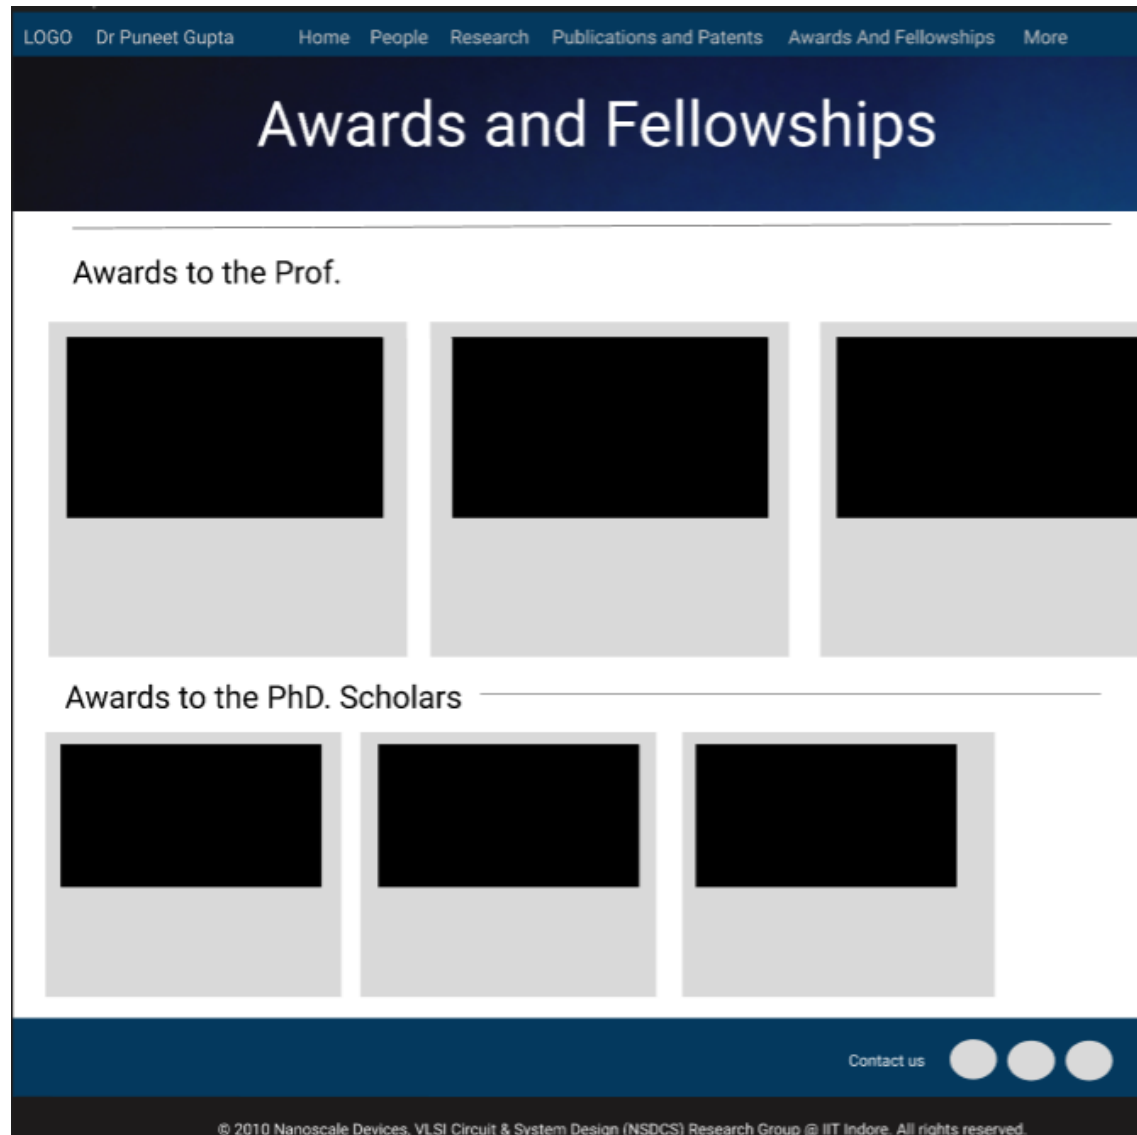 LOGO Dr Puneet Gupta Home People Research Publications and Patents Awards And Fellowships More
Awards and Fellowships
Awards to the Prof.
Awards to the PhD. Scholars
Contact us
© 2010 Nanoscale Devices, VLSI Circuit & System Design (NSDCS) Research Group @ IIT Indore. All rights reserved.